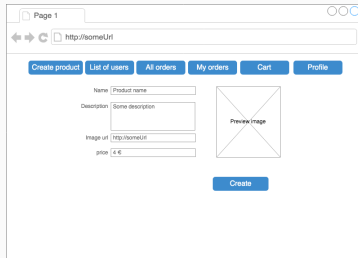 Page 1
http://someUrl
Create product List of users All orders My orders Cart Profile
Name Product name
Description Some description
Preview image
Image url http://someUrl
price 4 €
Create